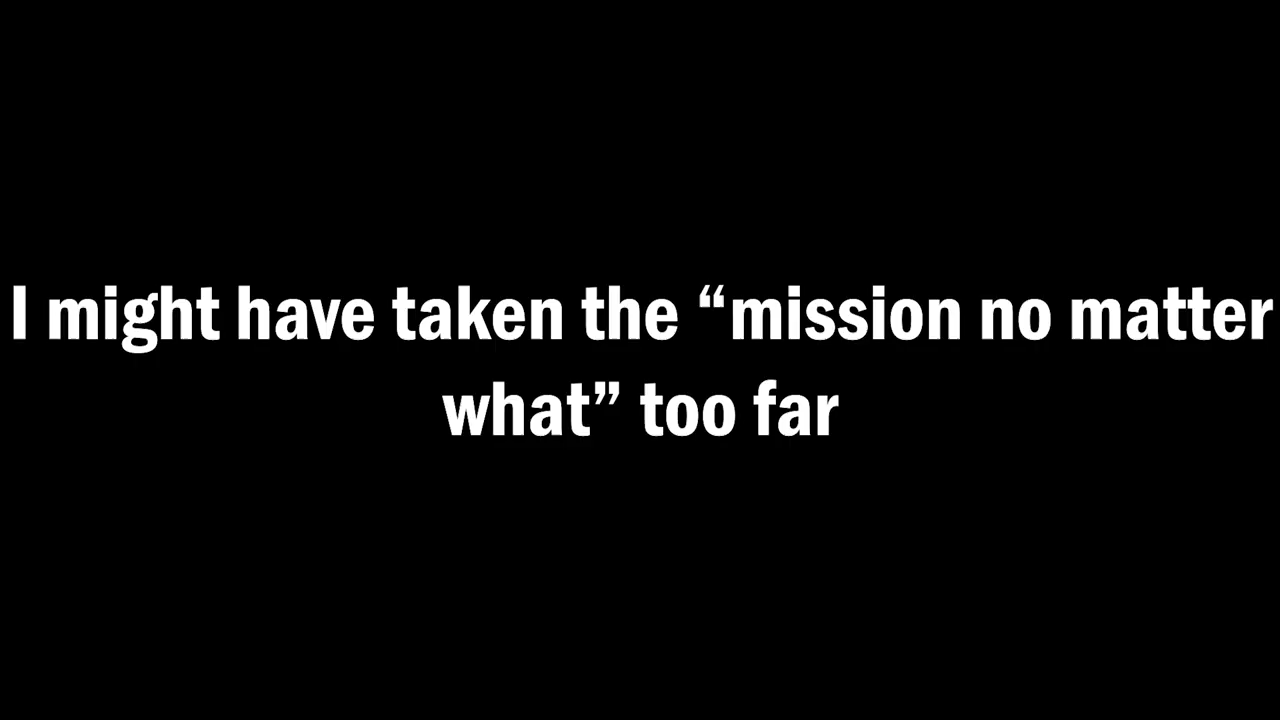 I might have taken the “mission no matter
what” too far